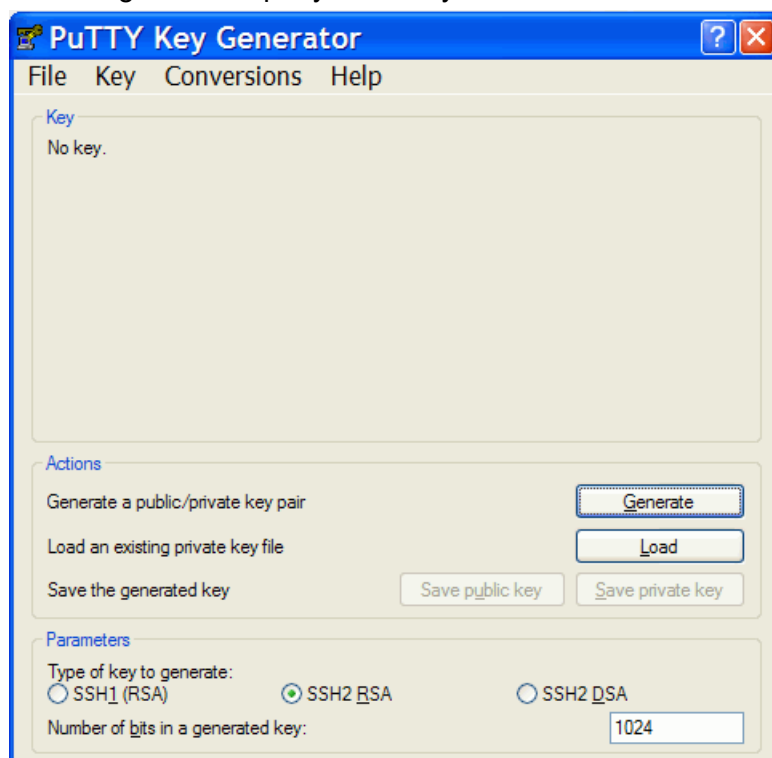 PuTTY Key Generator
File Key Conversions Help
Key
No key.
Actions
Generate a public/private key pair Generate
Load an existing private key file Load
Save the generated key Save public key Save private key
Parameters
Type of key to generate:
SSH1 (RSA) SSH2 RSA SSH2 DSA
Number of bits in a generated key: 1024